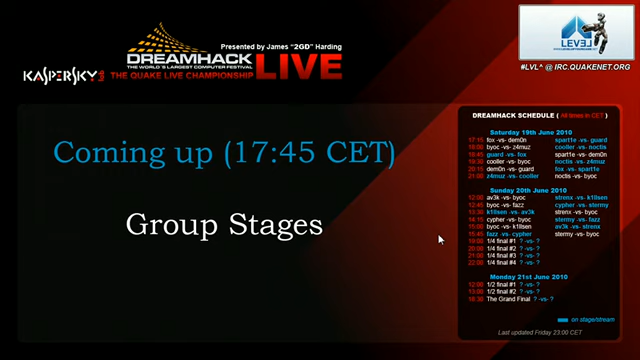 Presented by James "2GD" Harding
DREAMHACK LIVE
THE WORLD'S LARGEST COMPUTER FESTIVAL
KASPERSKY lab
THE QUAKE LIVE CHAMPIONSHIP
LEVEL
#LVL^ @ IRC.QUAKENET.ORG
Coming up (17:45 CET)
Group Stages
DREAMHACK SCHEDULE ( All times in CET )
Saturday 19th June 2010
17:15 fox -vs- dem0n spart1e -vs- guard
18:00 byoc -vs- z4muz cooller -vs- noctis
18:45 guard -vs- fox spart1e -vs- dem0n
19:30 cooller -vs- byoc noctis -vs- z4muz
20:15 dem0n -vs- guard fox -vs- spart1e
21:00 z4muz -vs- cooller noctis -vs- byoc
Sunday 20th June 2010
12:00 av3k -vs- byoc strenx -vs- k1llsen
12:45 byoc -vs- fazz cypher -vs- stermy
13:30 k1llsen -vs- av3k strenx -vs- byoc
14:15 cypher -vs- byoc stermy -vs- fazz
15:00 byoc -vs- k1llsen av3k -vs- strenx
15:45 fazz -vs- cypher stermy -vs- byoc
19:00 1/4 final #1 ? -vs- ?
20:00 1/4 final #2 ? -vs- ?
21:00 1/4 final #3 ? -vs- ?
22:00 1/4 final #4 ? -vs- ?
Monday 21st June 2010
12:00 1/2 final #1 ? -vs- ?
13:00 1/2 final #2 ? -vs- ?
18:30 The Grand Final ? -vs- ?
on stage/stream
Last updated Friday 23:00 CET